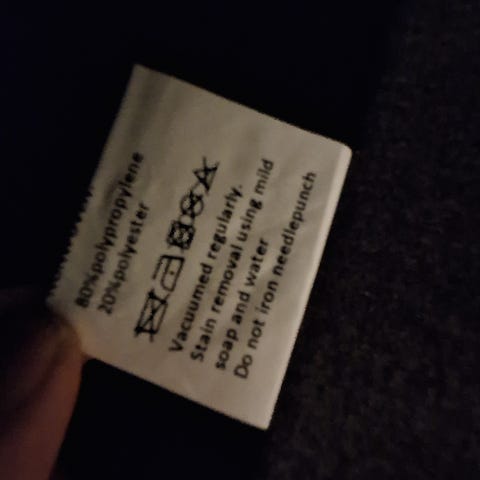 80%polypropylene
20%polyester
Vacuumed regularly.
Stain removal using mild
soap and water
Do not iron needlepunch